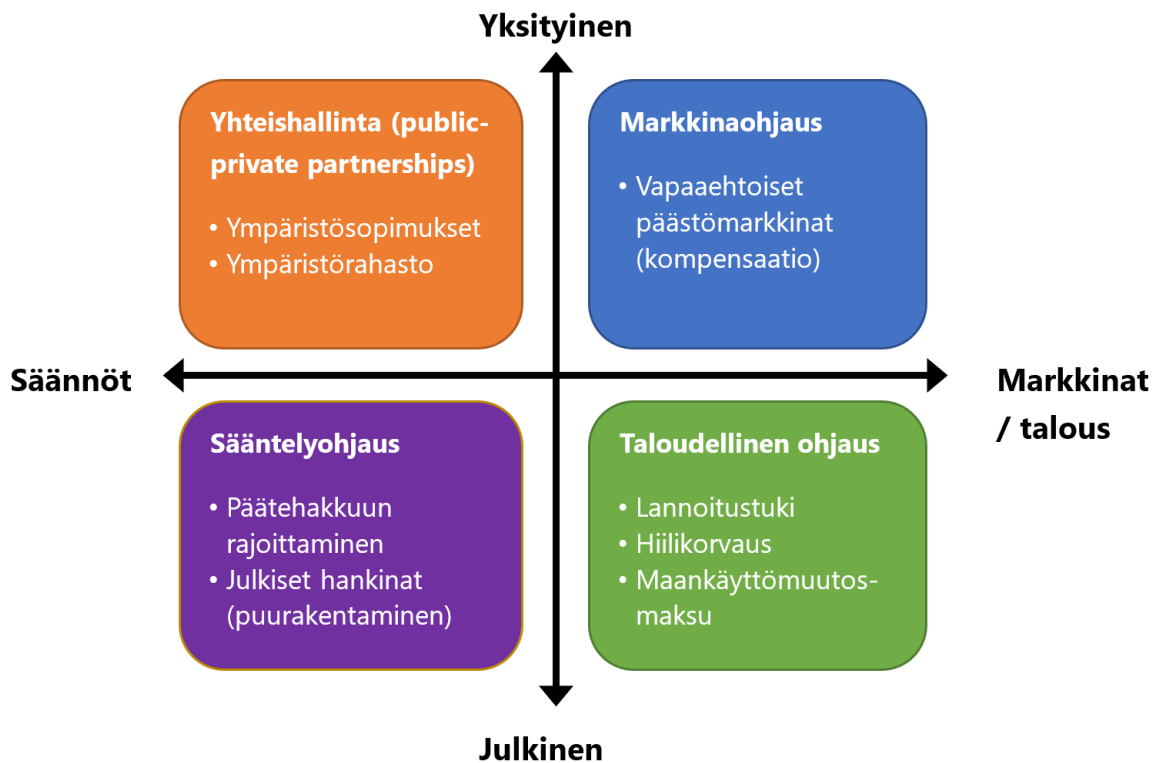 Yksityinen
Yhteishallinta (public-
private partnerships)
• Ympäristösopimukset
• Ympäristörahasto
Markkinaohjaus
• Vapaaehtoiset
päästömarkkinat
(kompensaatio)
Säännöt
Markkinat
/ talous
Sääntelyohjaus
• Päätehakkuun
rajoittaminen
• Julkiset hankinat
(puurakentaminen)
Taloudellinen ohjaus
• Lannoitustuki
• Hiilikorvaus
• Maankäyttömuutos-
maksu
Julkinen